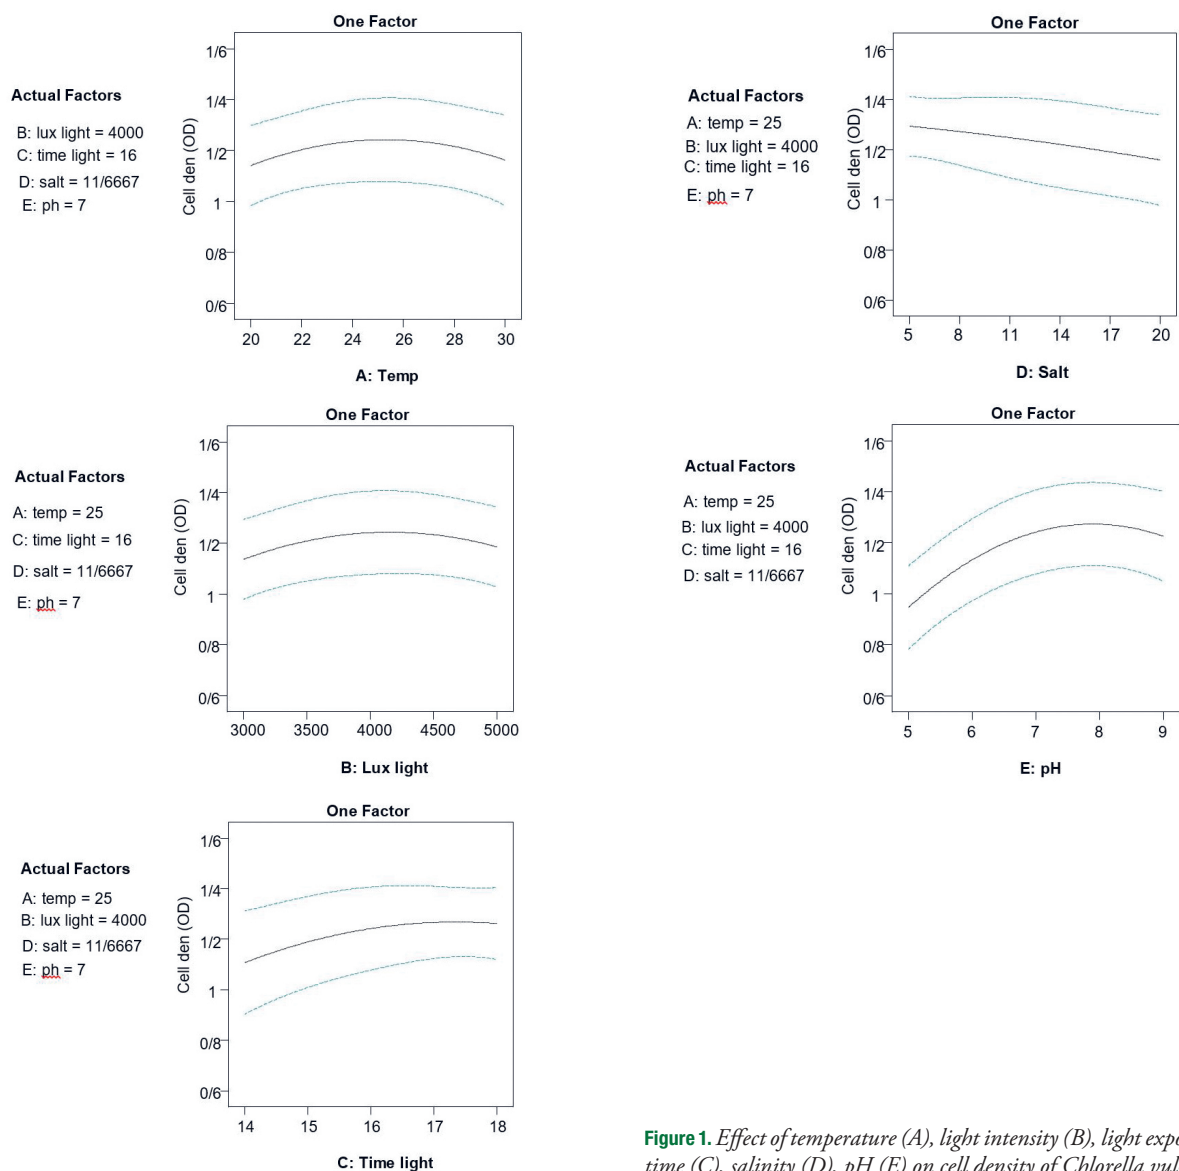 One Factor
Actual Factors
B: lux light = 4000
C: time light = 16
D: salt = 11/6667
E: ph = 7
Cell den (OD)
1/6
1/4
1/2
1
0/8
0/6
20 22 24 26 28 30
A: Temp
One Factor
Actual Factors
A: temp = 25
B: lux light = 4000
C: time light = 16
E: ph = 7
Cell den (OD)
1/6
1/4
1/2
1
0/8
0/6
5 8 11 14 17 20
D: Salt
One Factor
Actual Factors
A: temp = 25
C: time light = 16
D: salt = 11/6667
E: ph = 7
Cell den (OD)
1/6
1/4
1/2
1
0/8
0/6
3000 3500 4000 4500 5000
B: Lux light
One Factor
Actual Factors
A: temp = 25
B: lux light = 4000
C: time light = 16
D: salt = 11/6667
Cell den (OD)
1/6
1/4
1/2
1
0/8
0/6
5 6 7 8 9
E: pH
One Factor
Actual Factors
A: temp = 25
B: lux light = 4000
D: salt = 11/6667
E: ph = 7
Cell den (OD)
1/6
1/4
1/2
1
0/8
0/6
14 15 16 17 18
C: Time light
Figure 1. Effect of temperature (A), light intensity (B), light expo
time (C), salinity (D), pH (E) on cell density of Chlorella vul